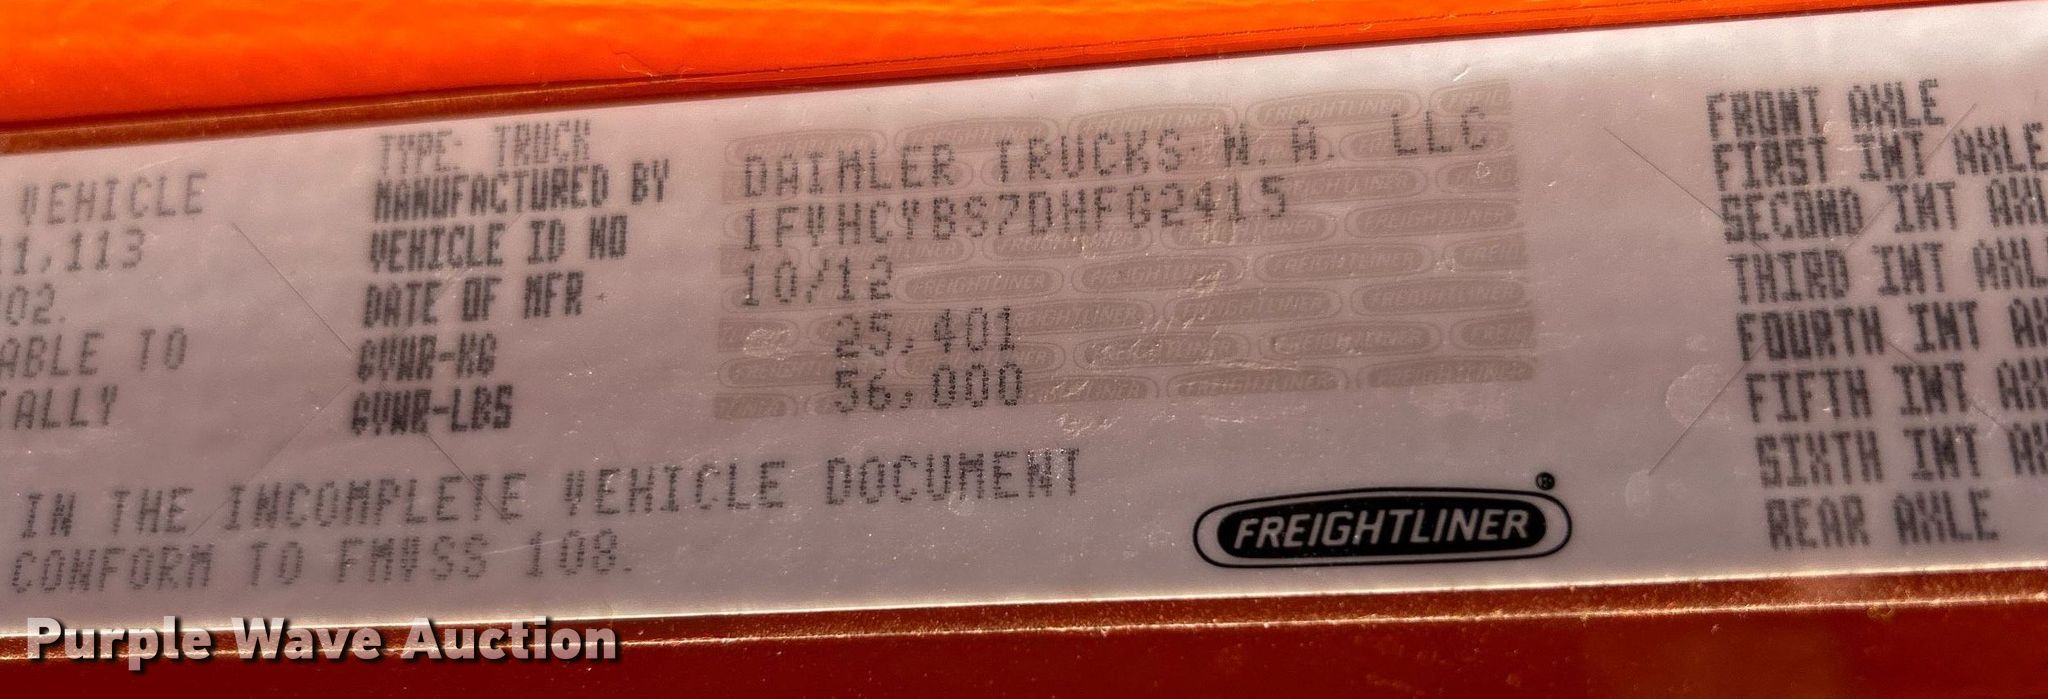 VEHICLE
11,113
302.
ABLE TO
ALLY
TYPE: TRUCK
MANUFACTURED BY DAIMLER TRUCKS N.A. LLC
VEHICLE ID NO 1FVHCYBS7DHFG2415
DATE OF MFR 10/12
GVWR-KG 25,401
GVWR-LBS 56,000
IN THE INCOMPLETE VEHICLE DOCUMENT
CONFORM TO FMVSS 108.
FREIGHTLINER
FRONT AXLE
FIRST INT AXLE
SECOND INT AXL
THIRD INT AXL
FOURTH INT AX
FIFTH INT AX
SIXTH INT AX
REAR AXLE
Purple Wave Auction